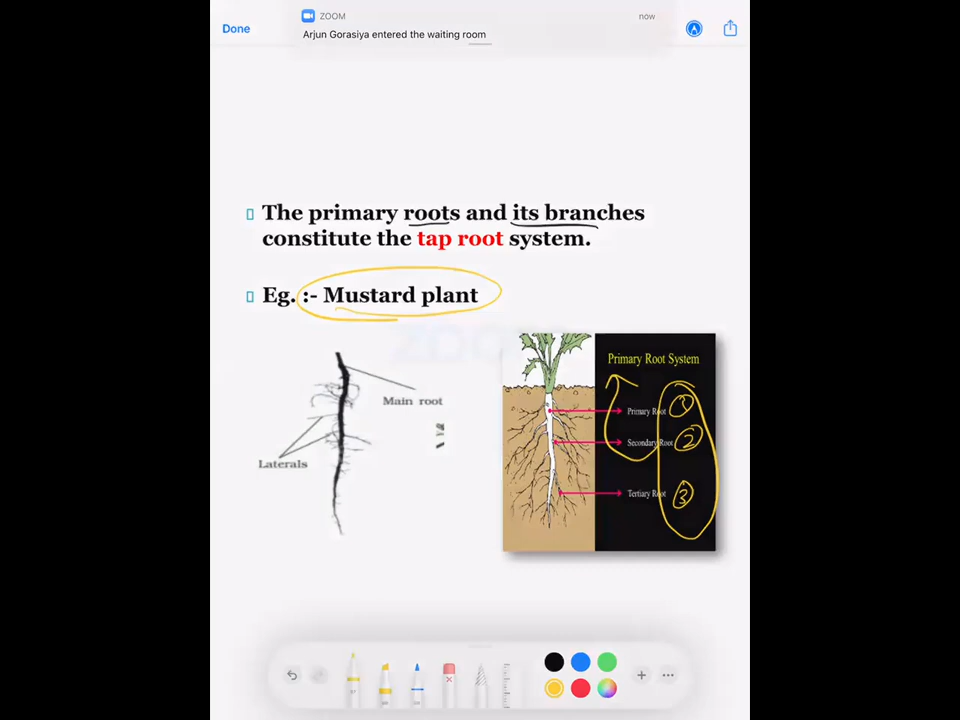 ZOOM
now
Arjun Gorasiya entered the waiting room
Done
The primary roots and its branches
constitute the tap root system.
Eg. :- Mustard plant
ZOOM
Main root
Laterals
Primary Root System
Primary Root 1
Secondary Root 2
Tertiary Root 3